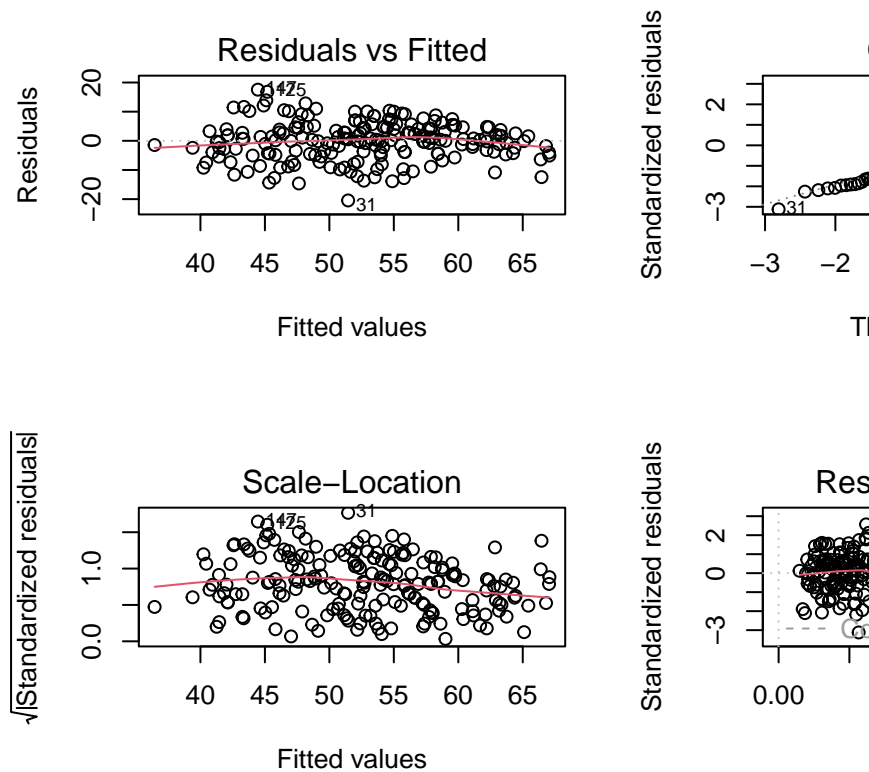 Residuals vs Fitted
Residuals
20
0
−20
147
125
31
40 45 50 55 60 65
Fitted values
Standardized residuals
2
0
−3
31
−3 −2
Scale−Location
√|Standardized residuals|
1.0
0.0
147
125
31
40 45 50 55 60 65
Fitted values
Standardized residuals
2
0
−3
0.00